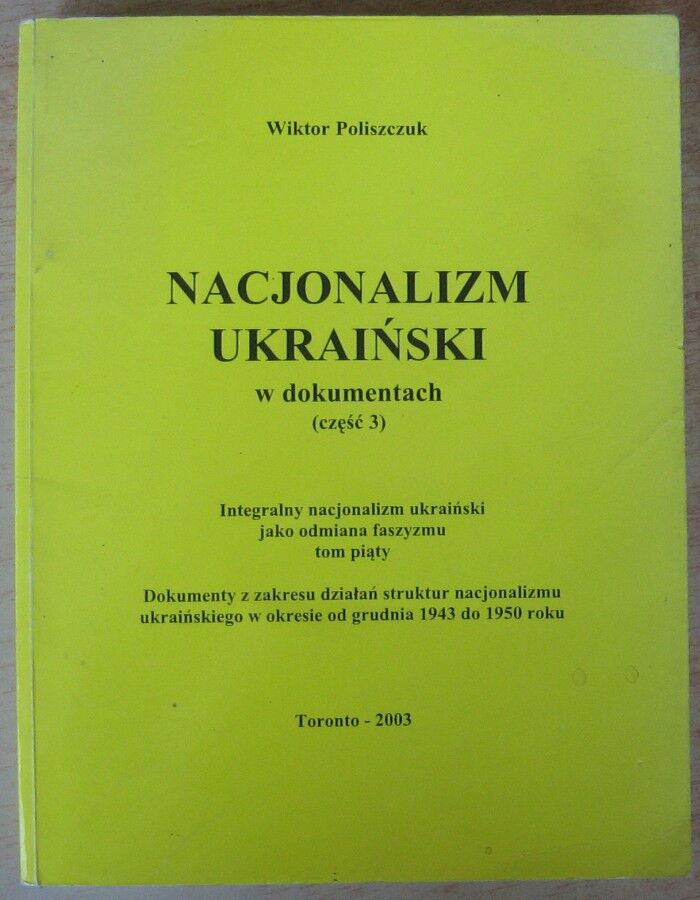 Wiktor Poliszczuk
NACJONALIZM
UKRAIŃSKI
w dokumentach
(część 3)
Integralny nacjonalizm ukraiński
jako odmiana faszyzmu
tom piąty
Dokumenty z zakresu działań struktur nacjonalizmu
ukraińskiego w okresie od grudnia 1943 do 1950 roku
Toronto - 2003